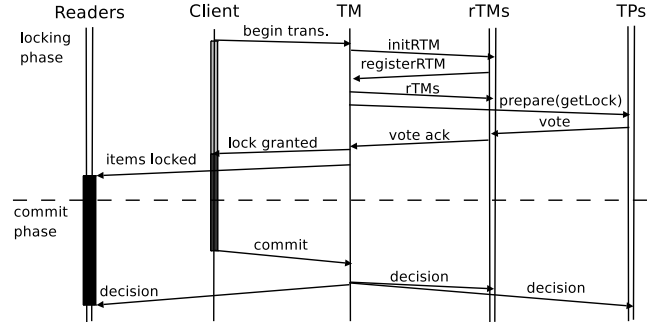 Readers Client TM rTMs TPs
locking
phase
begin trans.
initRTM
registerRTM
rTMs
prepare(getLock)
vote
vote ack
lock granted
items locked
commit
phase
commit
decision
decision
decision